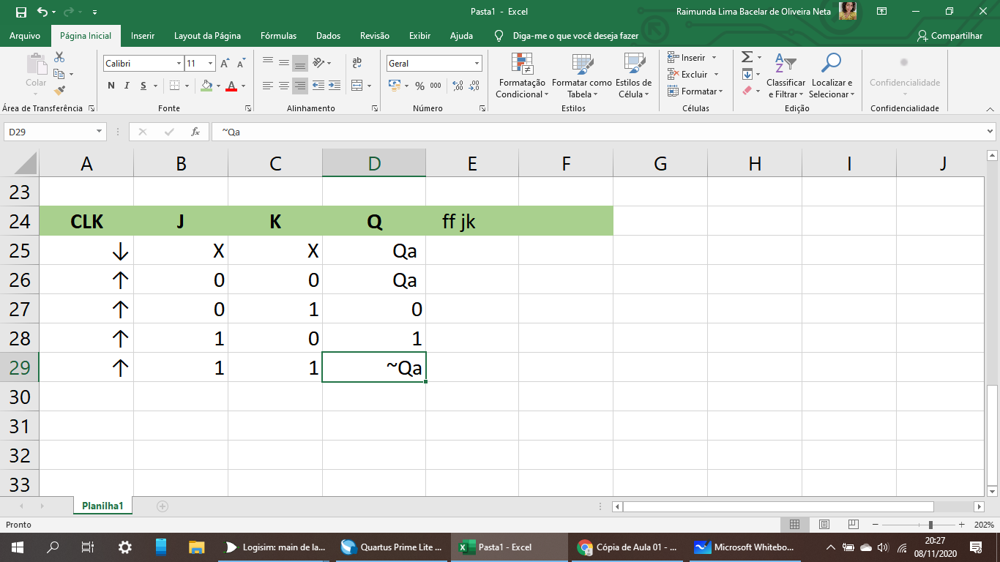 Pasta1 - Excel
Raimunda Lima Bacelar de Oliveira Neta
Arquivo Página Inicial Inserir Layout da Página Fórmulas Dados Revisão Exibir Ajuda Diga-me o que você deseja fazer Compartilhar
Colar
Área de Transferência
Calibri 11
N I S A
Fonte
ab
Alinhamento
Geral
% 000
Número
Formatação Condicional
Formatar como Tabela
Estilos de Célula
Estilos
Inserir
Excluir
Formatar
Células
Classificar e Filtrar
Localizar e Selecionar
Edição
Confidencialidade
Confidencialidade
D29 fx ~Qa
A B C D E F G H I J
23
24 CLK J K Q ff jk
25 ↓ X X Qa
26 ↑ 0 0 Qa
27 ↑ 0 1 0
28 ↑ 1 0 1
29 ↑ 1 1 ~Qa
30
31
32
33
Planilha1
Pronto 202%
Logisim: main de la... Quartus Prime Lite ... Pasta1 - Excel Cópia de Aula 01 - ... Microsoft Whitebo... 20:27
08/11/2020